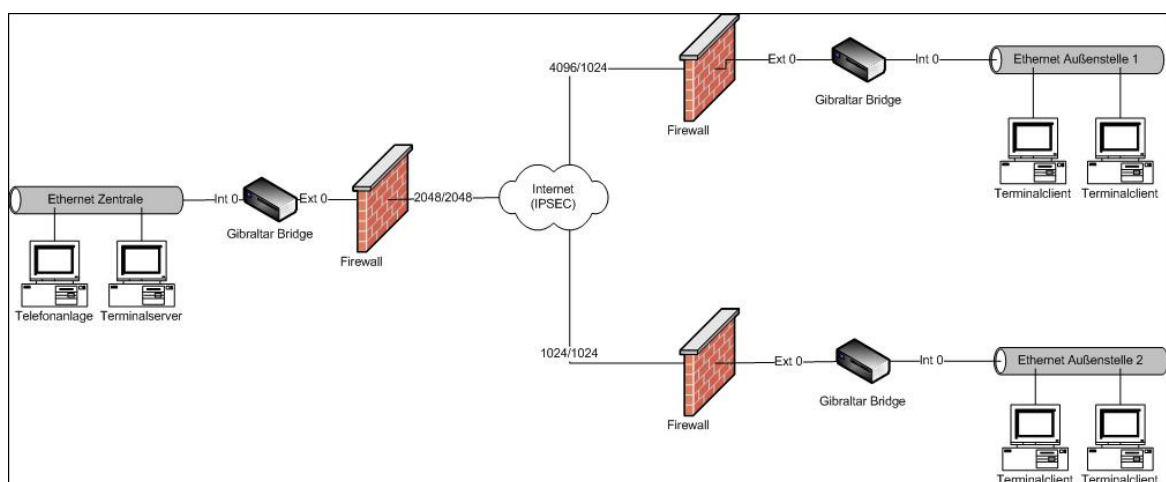 4096/1024
Ext 0
Int 0
Ethernet Außenstelle 1
Gibraltar Bridge
Firewall
Terminalclient
Terminalclient
Ethernet Zentrale
Int 0
Ext 0
2048/2048
Internet
(IPSEC)
Gibraltar Bridge
Firewall
Telefonanlage
Terminalserver
1024/1024
Ext 0
Int 0
Ethernet Außenstelle 2
Gibraltar Bridge
Firewall
Terminalclient
Terminalclient